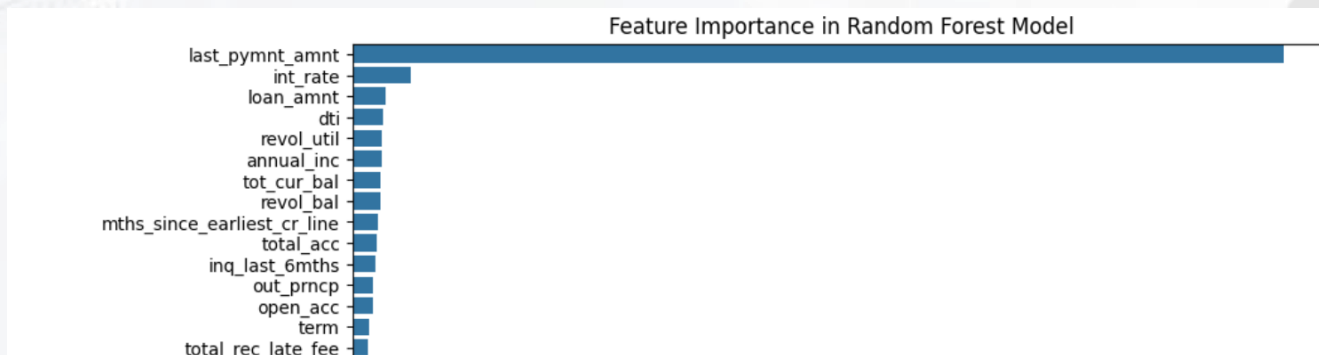 Feature Importance in Random Forest Model
last_pymnt_amnt
int_rate
loan_amnt
dti
revol_util
annual_inc
tot_cur_bal
revol_bal
mths_since_earliest_cr_line
total_acc
inq_last_6mths
out_prncp
open_acc
term
total_rec_late_fee